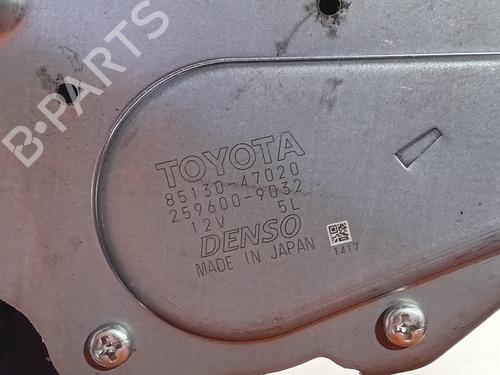 B-PARTS
TOYOTA
85130-47020
259600-9032
12V 5L
DENSO
MADE IN JAPAN
1417